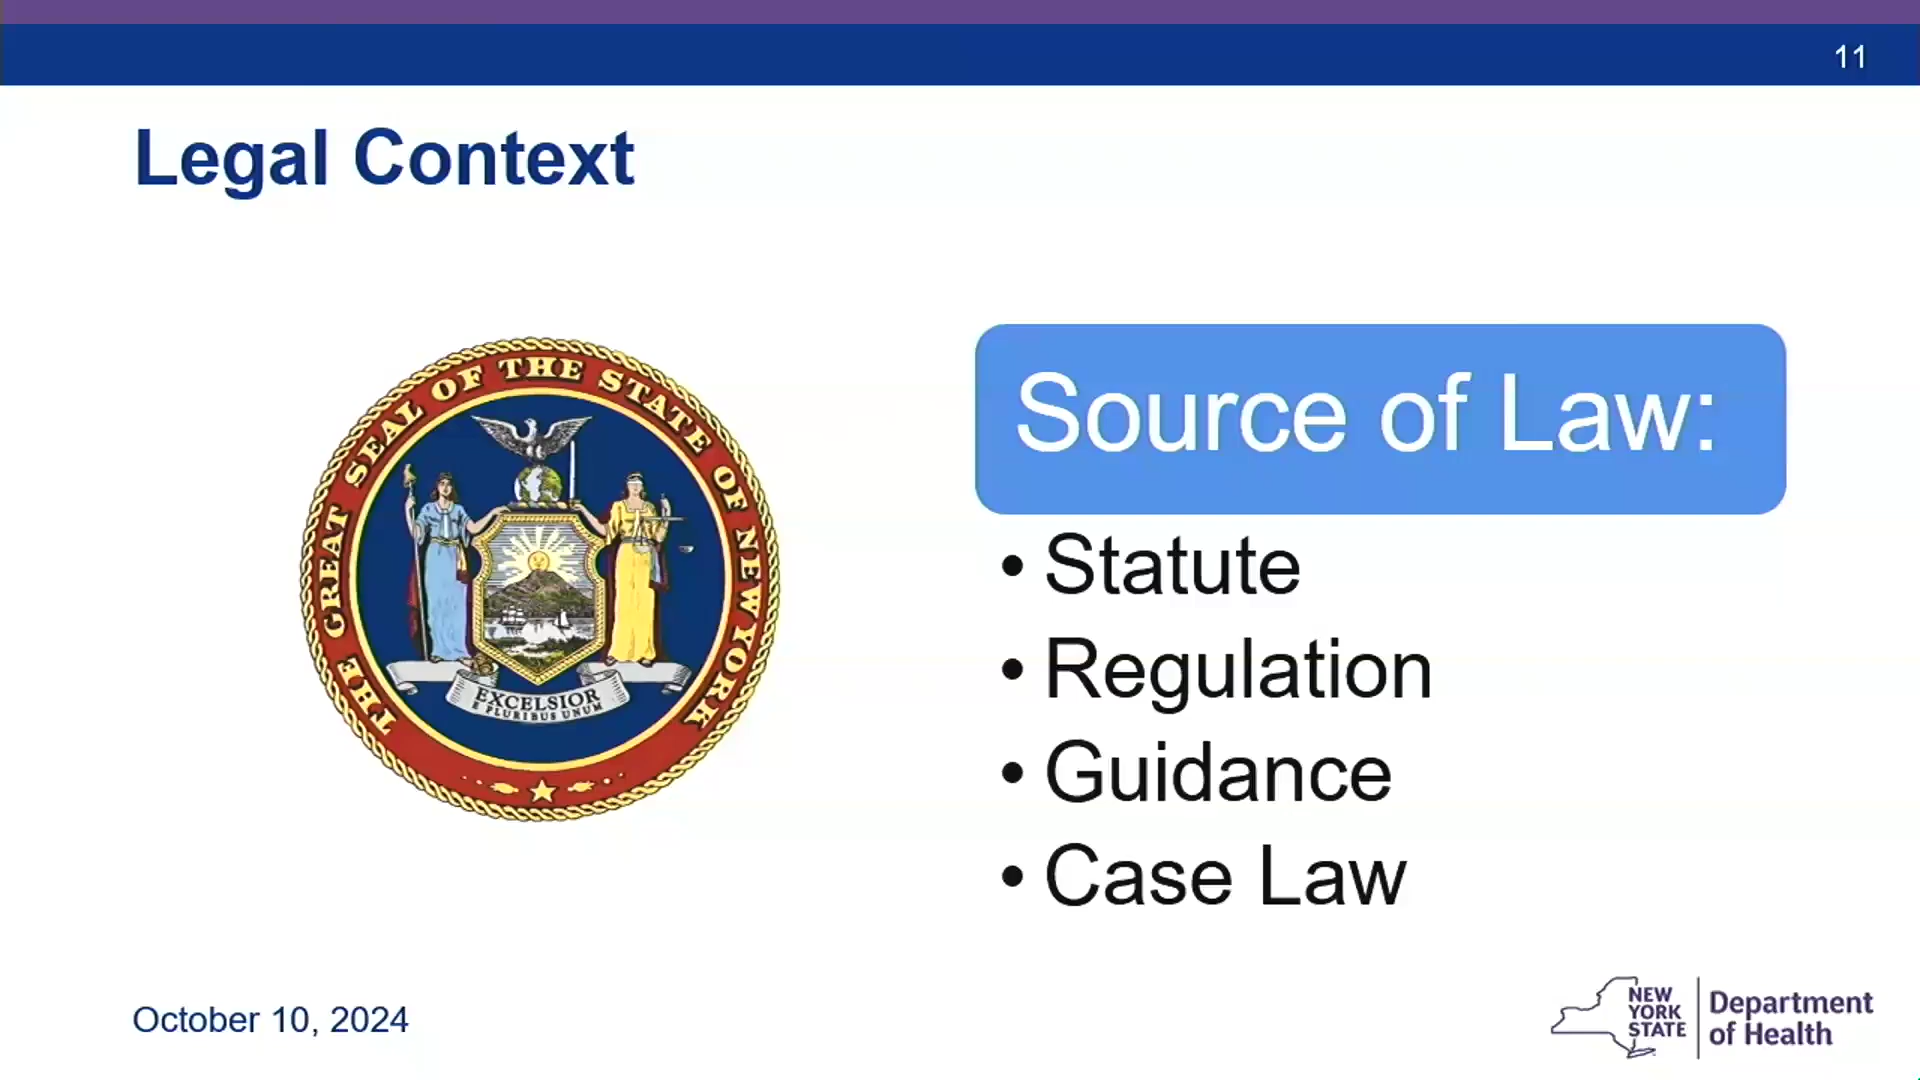 11
Legal Context
THE GREAT SEAL OF THE STATE OF NEW YORK
EXCELSIOR
E PLURIBUS UNUM
Source of Law:
• Statute
• Regulation
• Guidance
• Case Law
October 10, 2024
NEW
YORK
STATE
Department
of Health